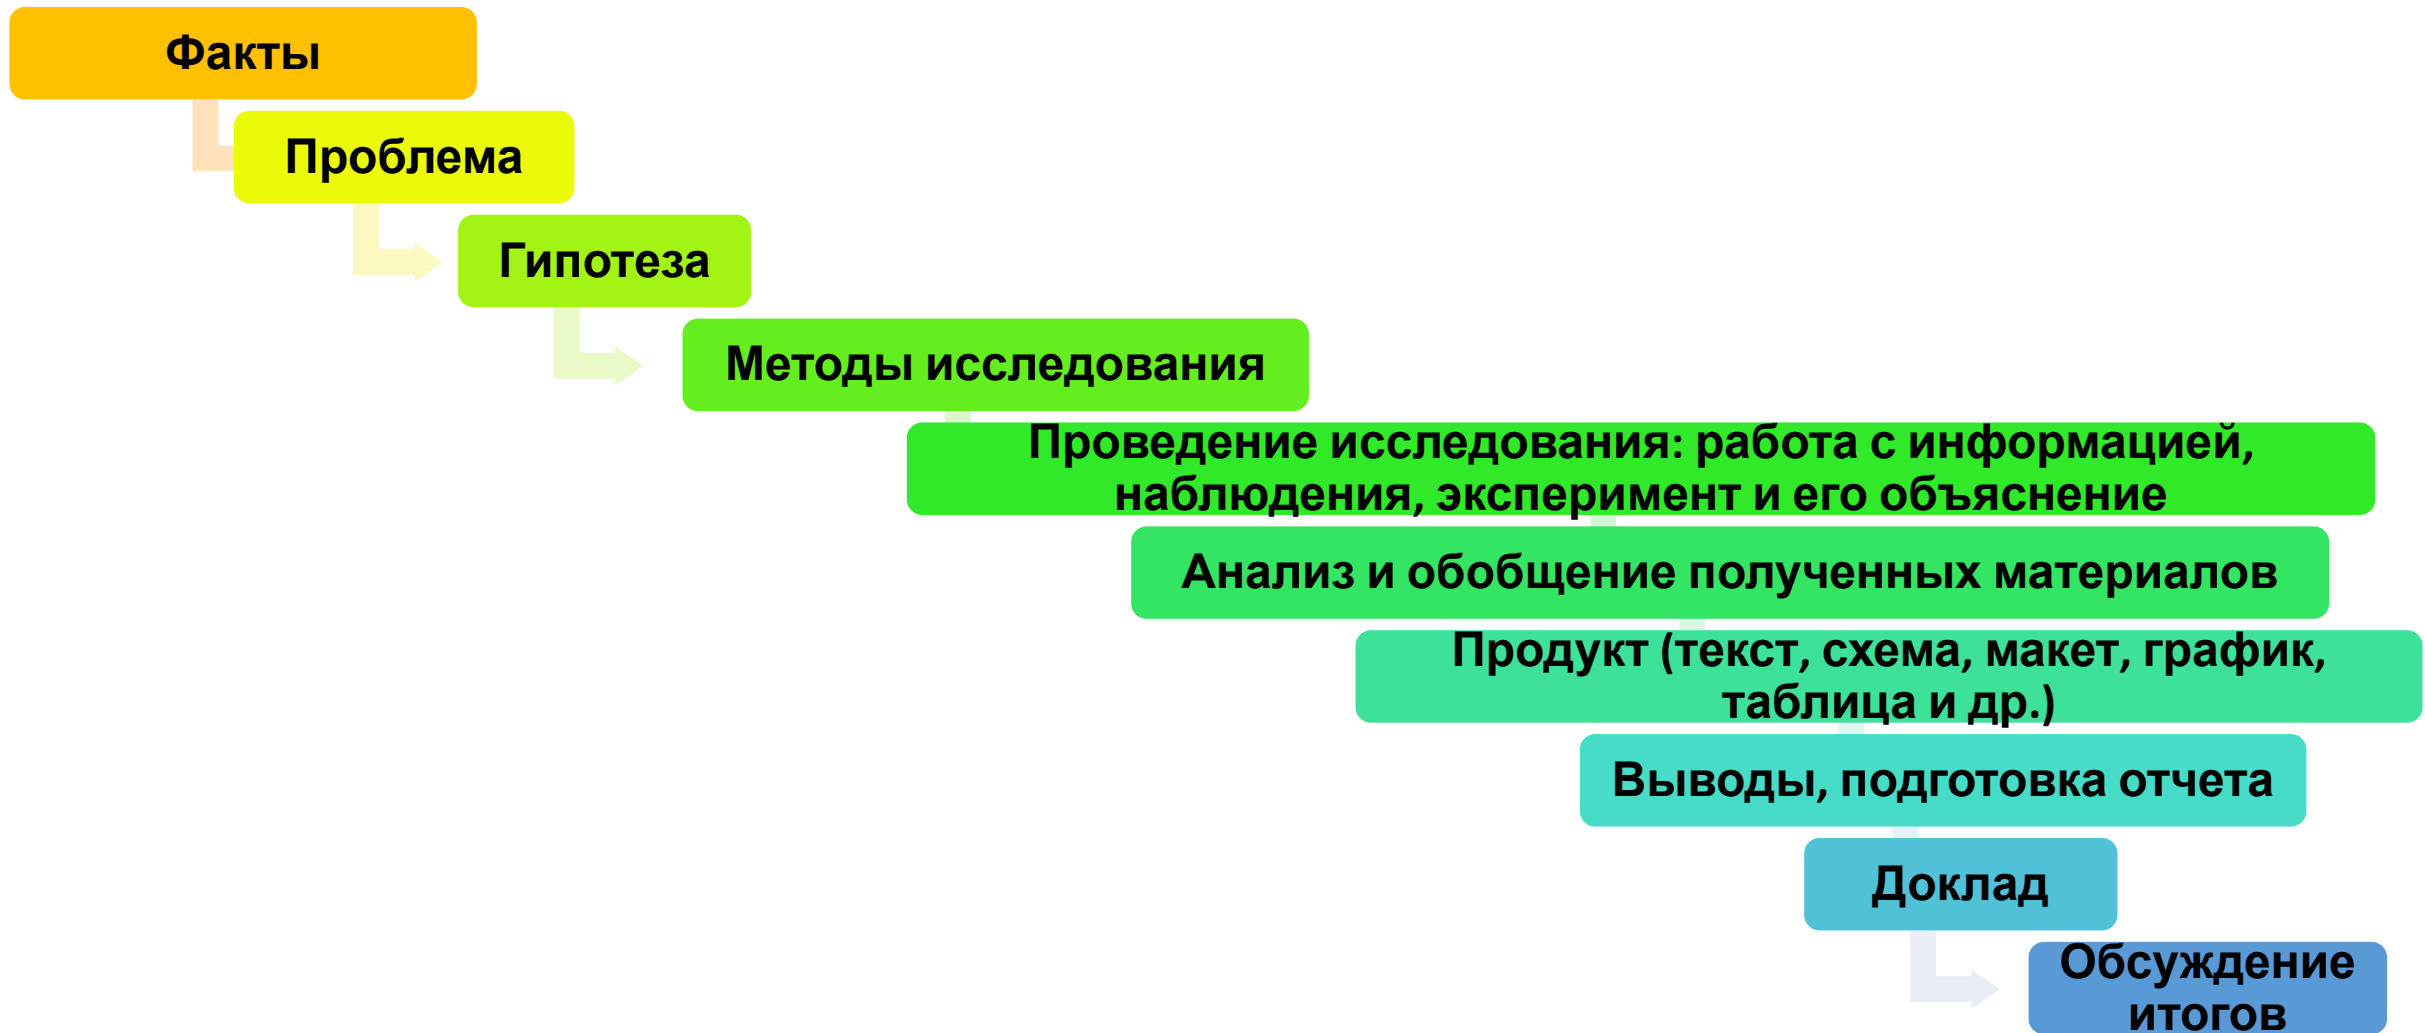 Факты
Проблема
Гипотеза
Методы исследования
Проведение исследования: работа с информацией,
наблюдения, эксперимент и его объяснение
Анализ и обобщение полученных материалов
Продукт (текст, схема, макет, график,
таблица и др.)
Выводы, подготовка отчета
Доклад
Обсуждение
итогов